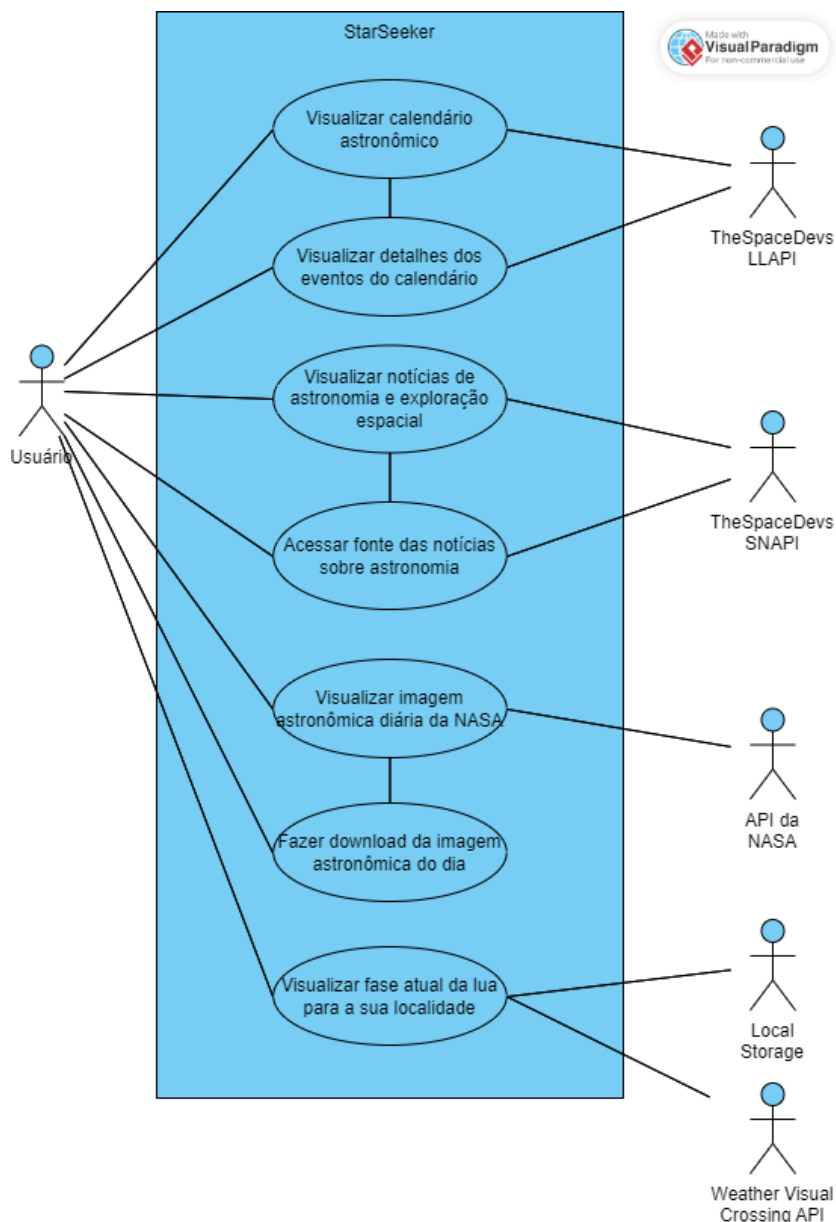 StarSeeker
Made with
VisualParadigm
For non-commercial use
Visualizar calendário
astronômico
TheSpaceDevs
LLAPI
Visualizar detalhes dos
eventos do calendário
Usuário
Visualizar notícias de
astronomia e exploração
espacial
TheSpaceDevs
SNAPI
Acessar fonte das notícias
sobre astronomia
Visualizar imagem
astronômica diária da NASA
API da
NASA
Fazer download da imagem
astronômica do dia
Visualizar fase atual da lua
para a sua localidade
Local
Storage
Weather Visual
Crossing API